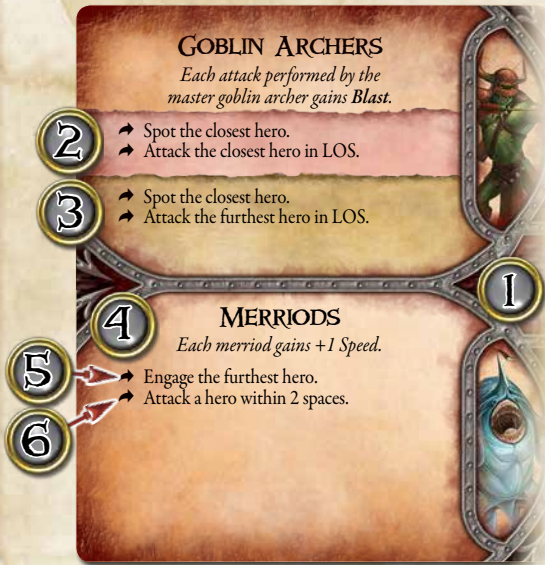 GOBLIN ARCHERS
Each attack performed by the
master goblin archer gains Blast.
2
Spot the closest hero.
Attack the closest hero in LOS.
3
Spot the closest hero.
Attack the furthest hero in LOS.
1
4
MERRIODS
Each merriod gains +1 Speed.
5
Engage the furthest hero.
6
Attack a hero within 2 spaces.